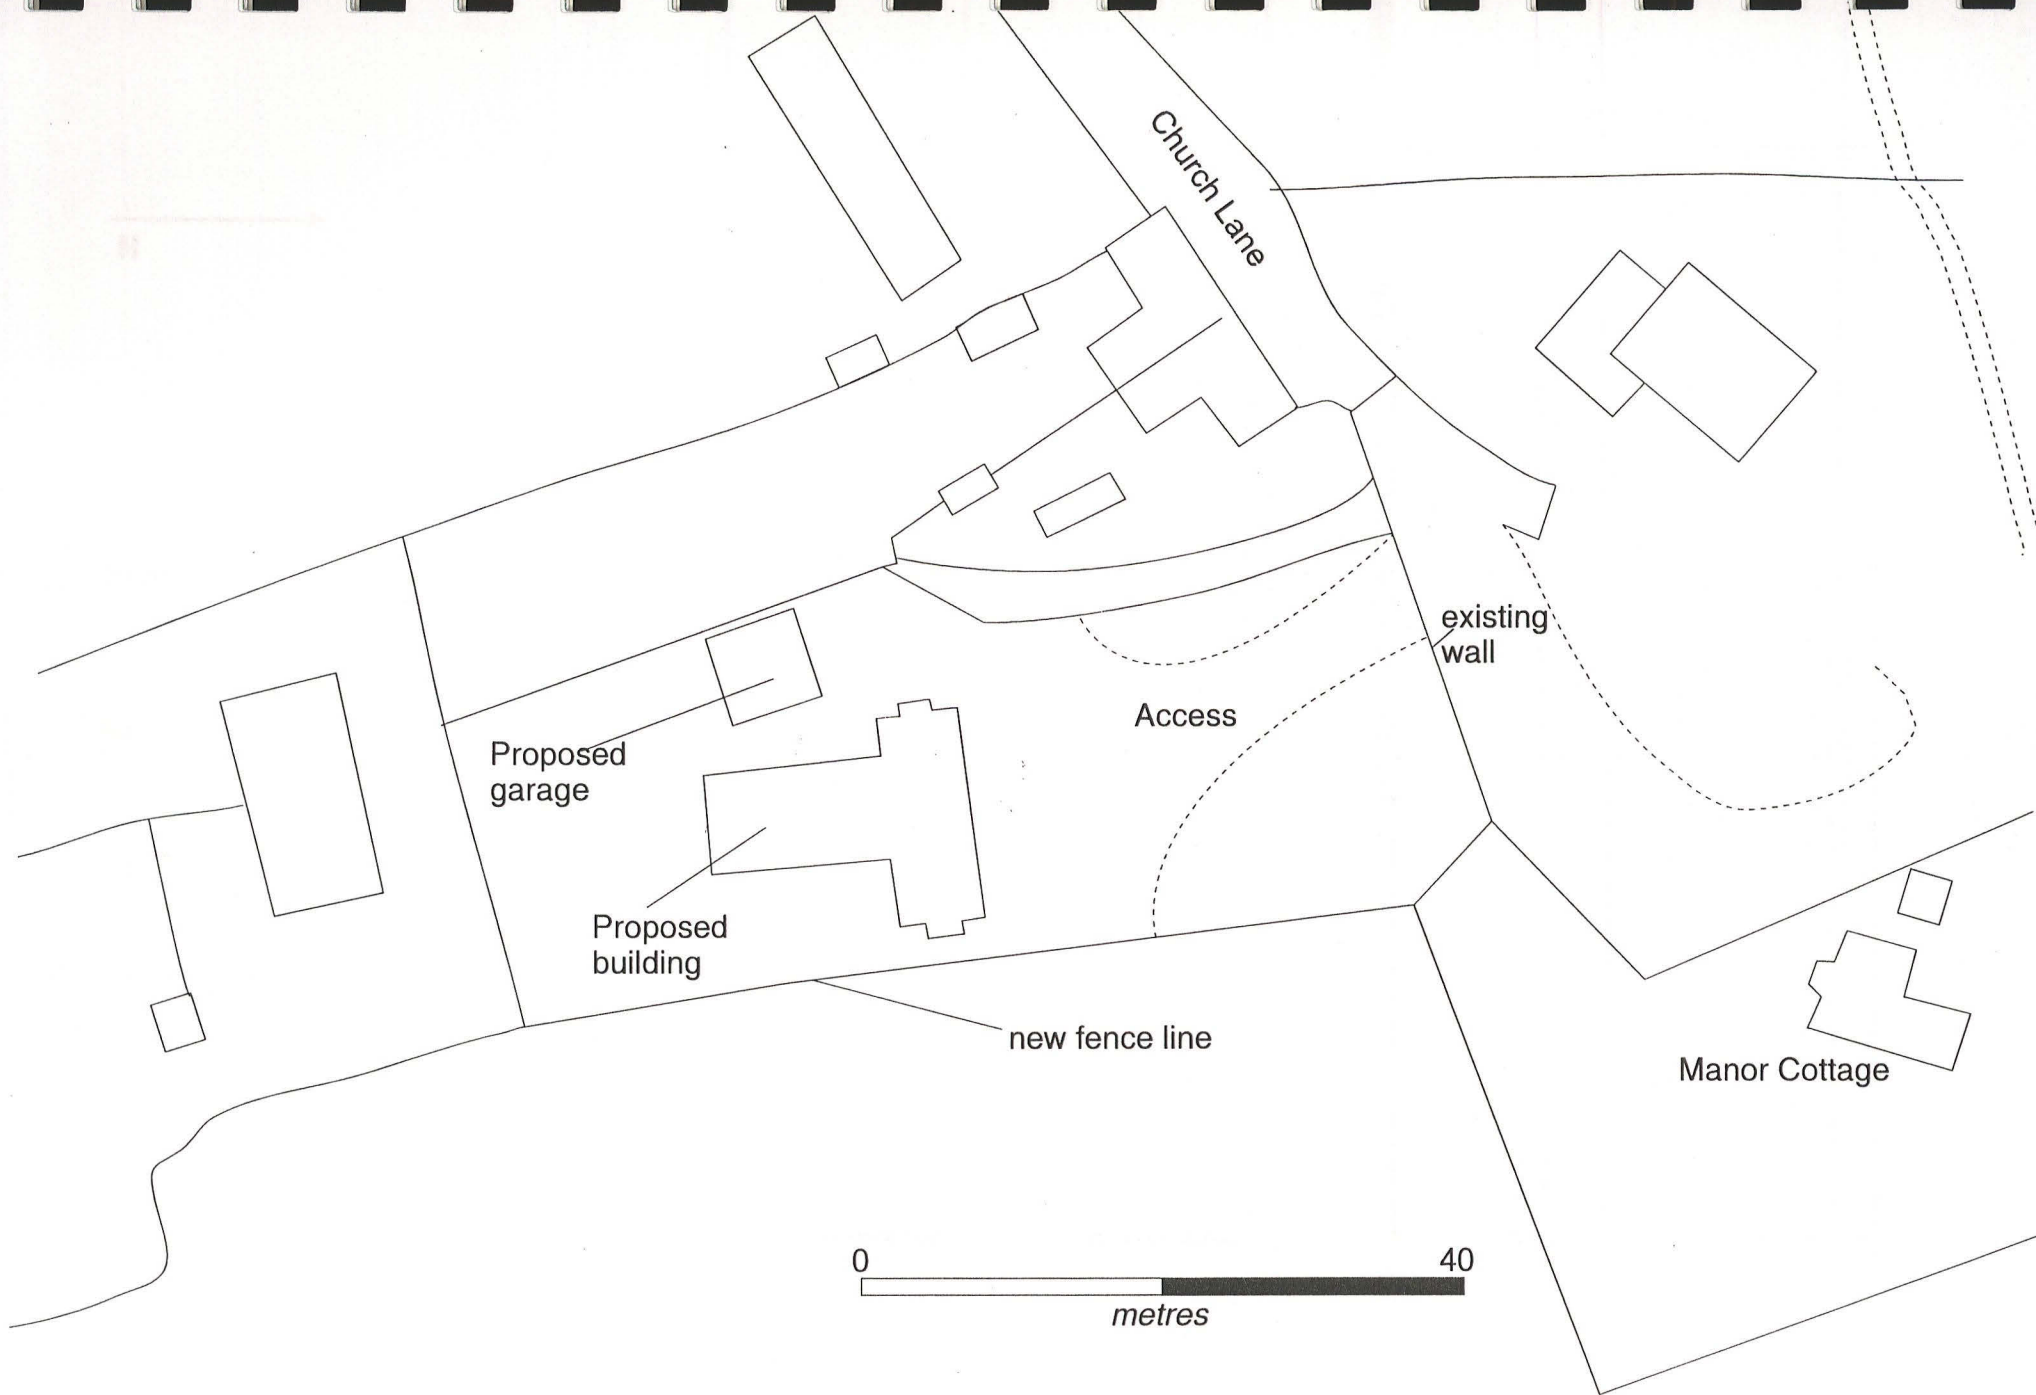 Church Lane
existing
wall
Access
Proposed
garage
Proposed
building
new fence line
Manor Cottage
0 40
metres